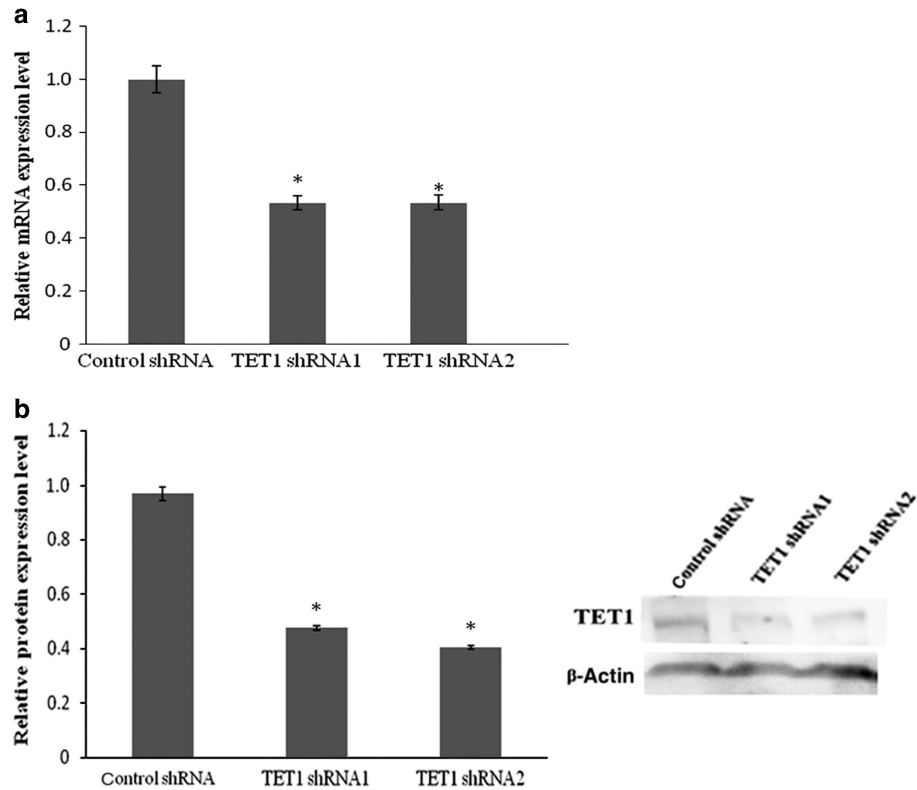 a
Relative mRNA expression level
1.2
1.0
0.8
0.6
0.4
0.2
0
*
*
Control shRNA TET1 shRNA1 TET1 shRNA2
b
Relative protein expression level
1.2
1.0
0.8
0.6
0.4
0.2
0
*
*
Control shRNA TET1 shRNA1 TET1 shRNA2
Control shRNA
TET1 shRNA1
TET1 shRNA2
TET1
β-Actin